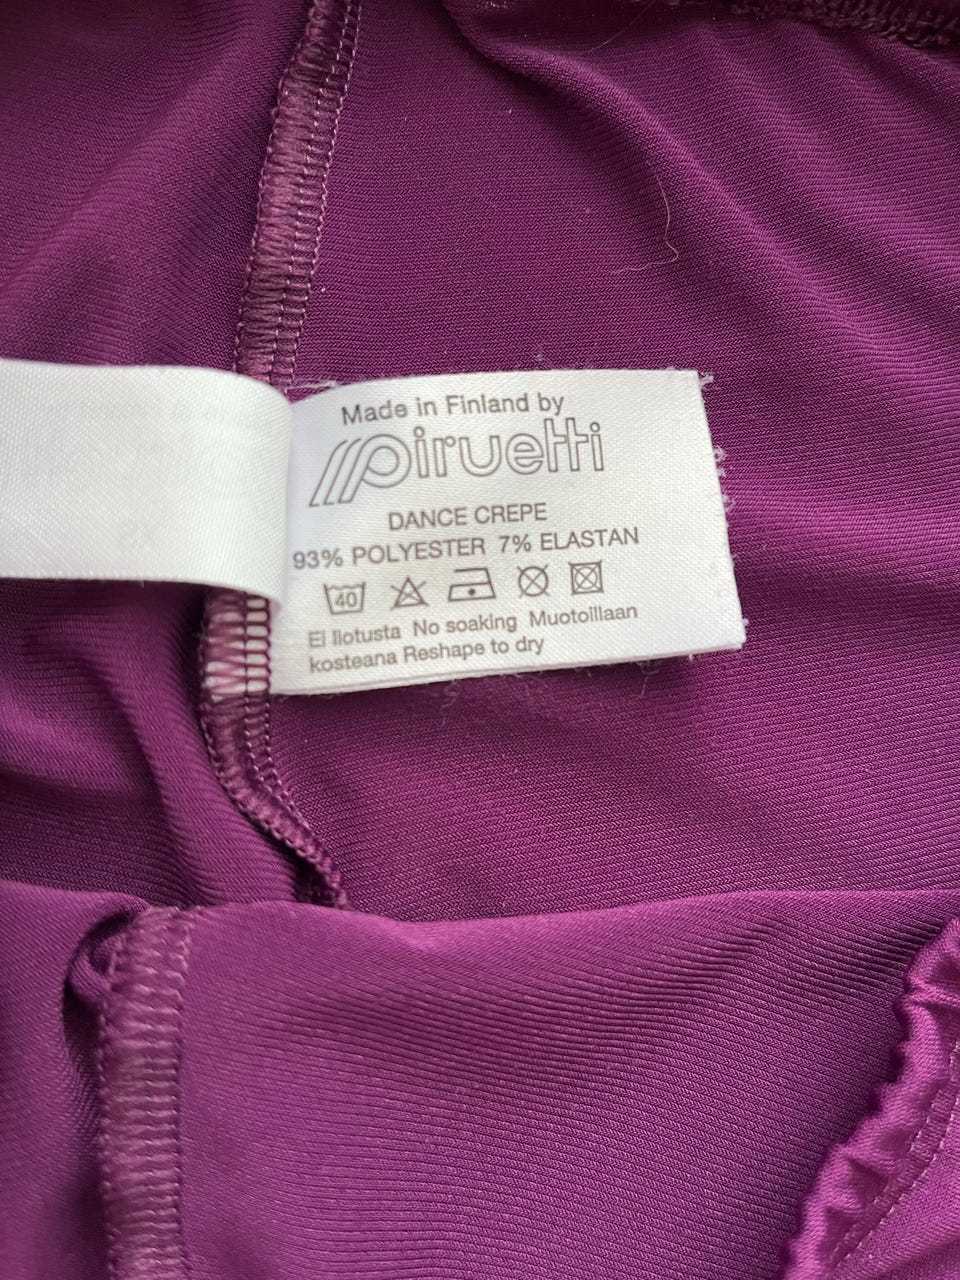 Made in Finland by
piruetti
DANCE CREPE
93% POLYESTER 7% ELASTAN
40
Ei liotusta No soaking Muotoillaan
kosteana Reshape to dry